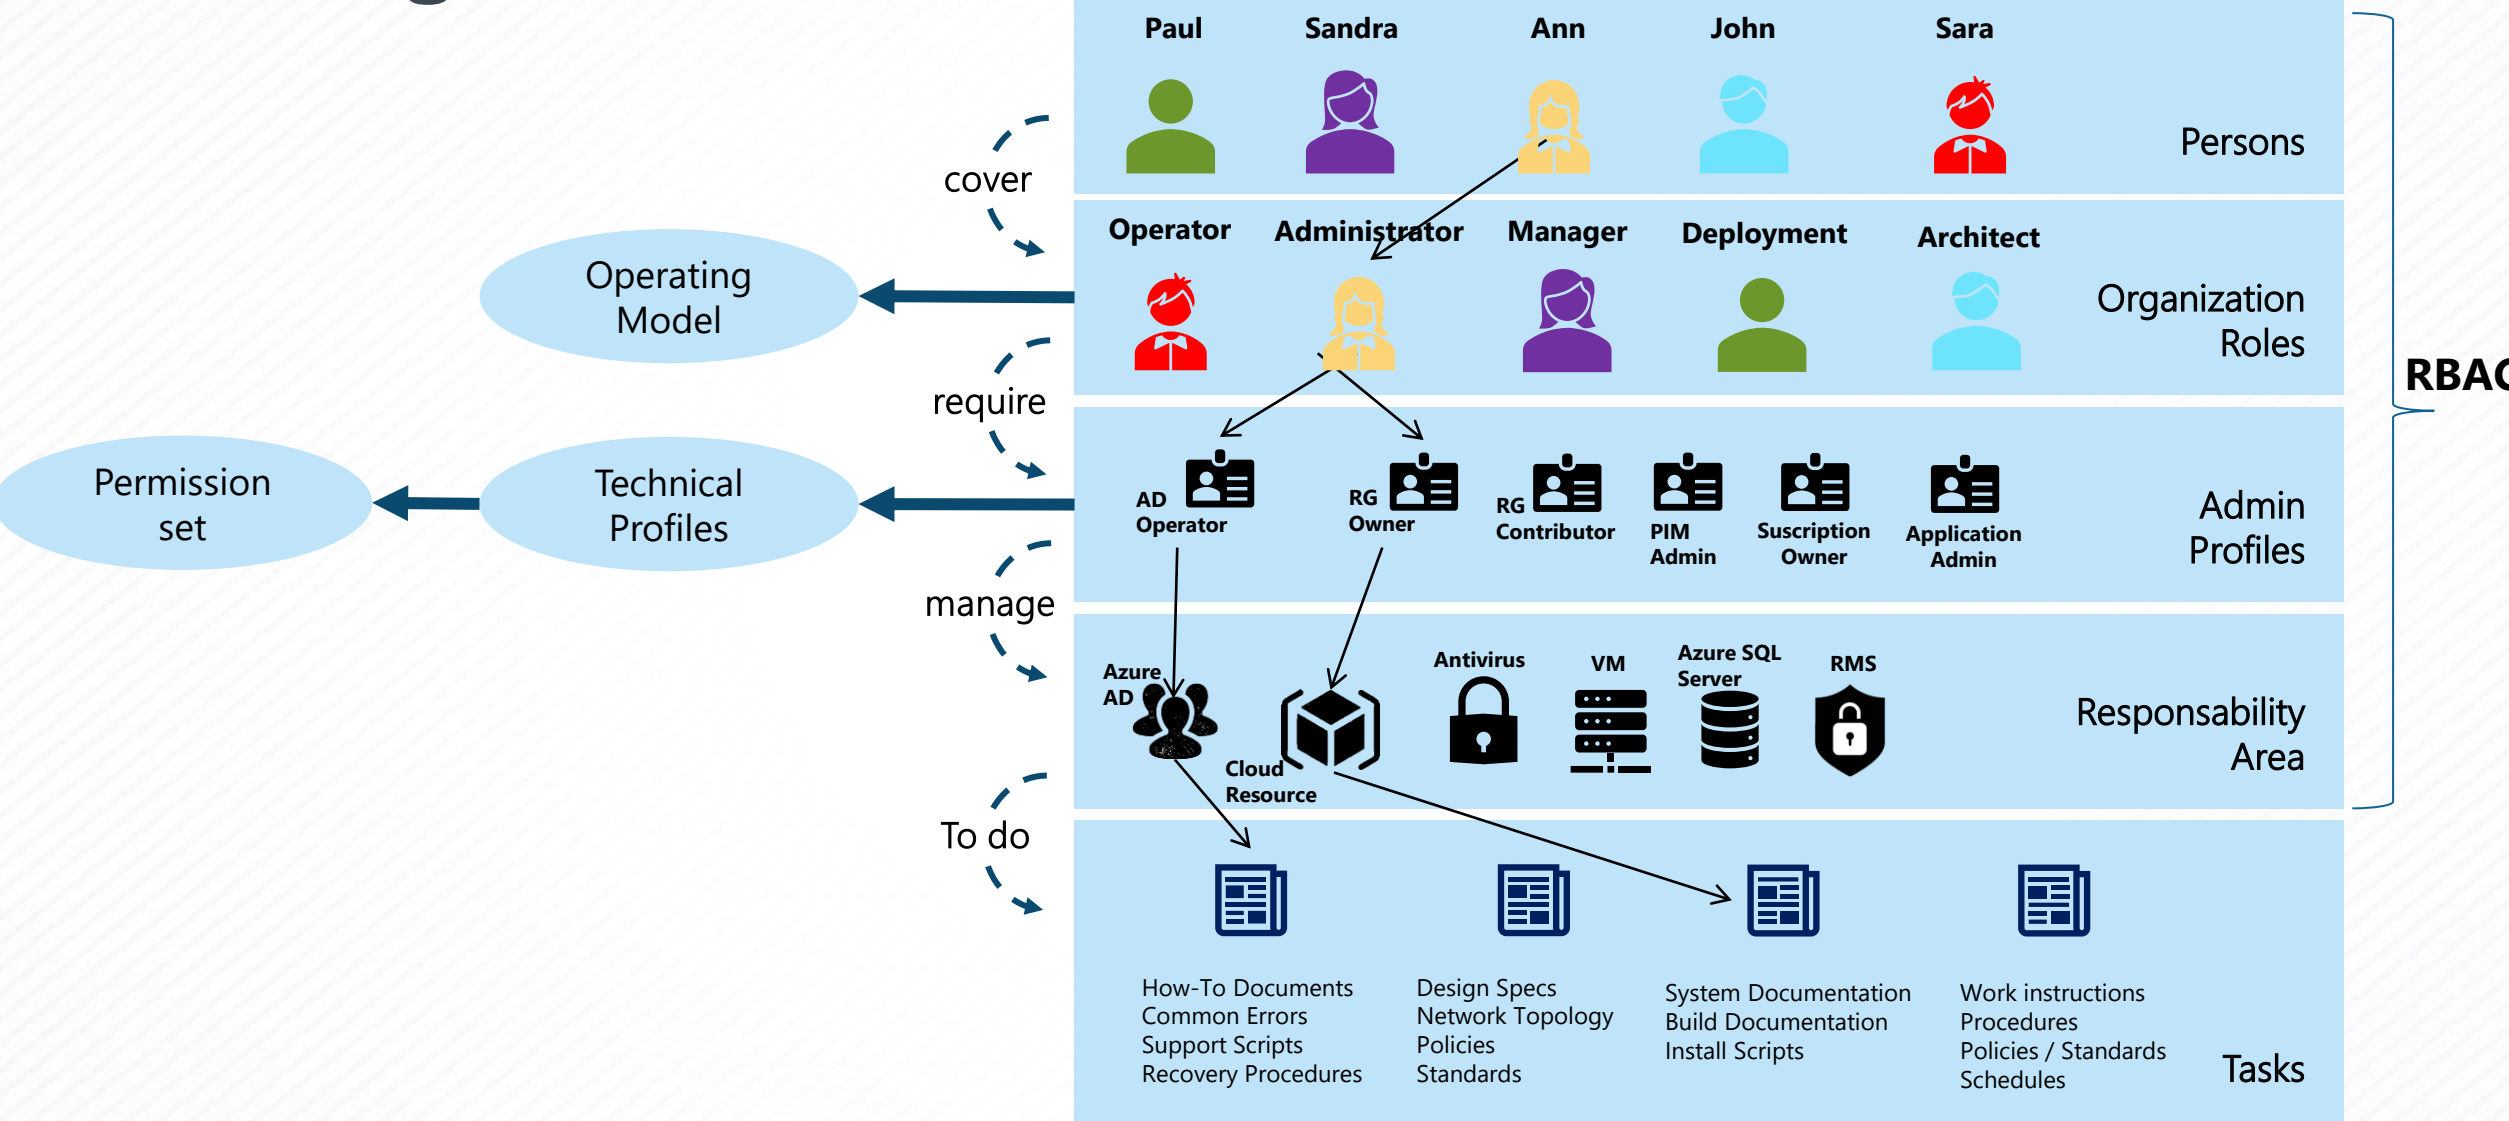 Paul
Sandra
Ann
John
Sara
Persons
cover
Operator
Administrator
Manager
Deployment
Architect
Organization
Roles
Operating
Model
RBAC
require
Permission
set
Technical
Profiles
AD
Operator
RG
Owner
RG
Contributor
PIM
Admin
Suscription
Owner
Application
Admin
Admin
Profiles
manage
Azure
AD
Cloud
Resource
Antivirus
VM
Azure SQL
Server
RMS
Responsability
Area
To do
How-To Documents
Common Errors
Support Scripts
Recovery Procedures
Design Specs
Network Topology
Policies
Standards
System Documentation
Build Documentation
Install Scripts
Work instructions
Procedures
Policies / Standards
Schedules
Tasks